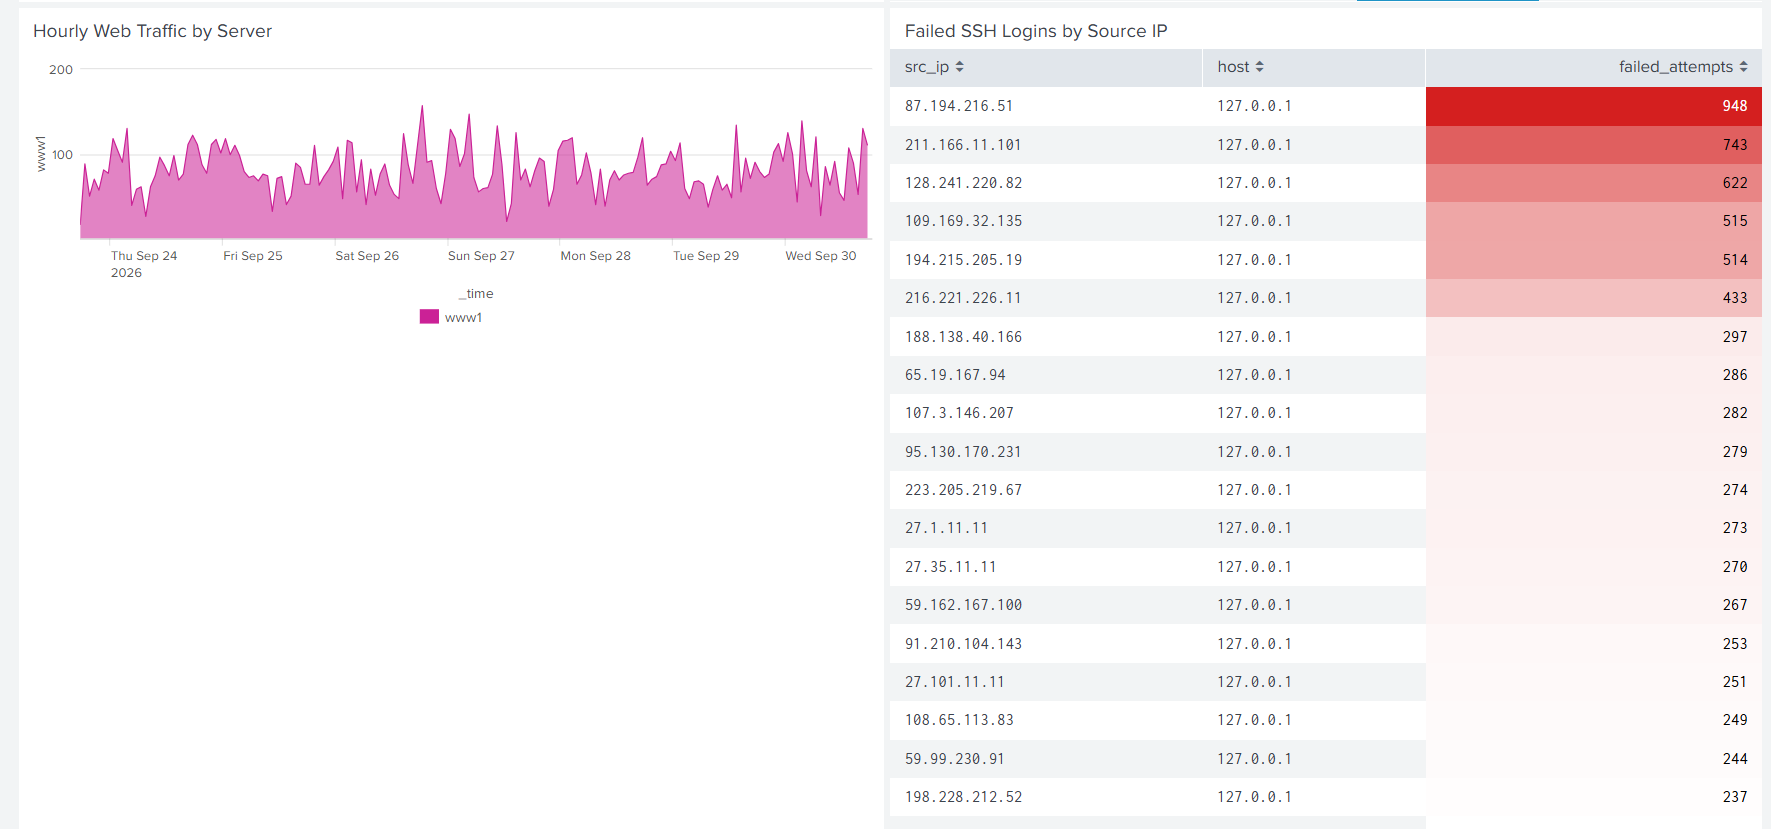 Hourly Web Traffic by Server
200
100
www1
Thu Sep 24
2026
Fri Sep 25
Sat Sep 26
Sun Sep 27
Mon Sep 28
Tue Sep 29
Wed Sep 30
_time
www1
Failed SSH Logins by Source IP
src_ip host failed_attempts
87.194.216.51 127.0.0.1 948
211.166.11.101 127.0.0.1 743
128.241.220.82 127.0.0.1 622
109.169.32.135 127.0.0.1 515
194.215.205.19 127.0.0.1 514
216.221.226.11 127.0.0.1 433
188.138.40.166 127.0.0.1 297
65.19.167.94 127.0.0.1 286
107.3.146.207 127.0.0.1 282
95.130.170.231 127.0.0.1 279
223.205.219.67 127.0.0.1 274
27.1.11.11 127.0.0.1 273
27.35.11.11 127.0.0.1 270
59.162.167.100 127.0.0.1 267
91.210.104.143 127.0.0.1 253
27.101.11.11 127.0.0.1 251
108.65.113.83 127.0.0.1 249
59.99.230.91 127.0.0.1 244
198.228.212.52 127.0.0.1 237